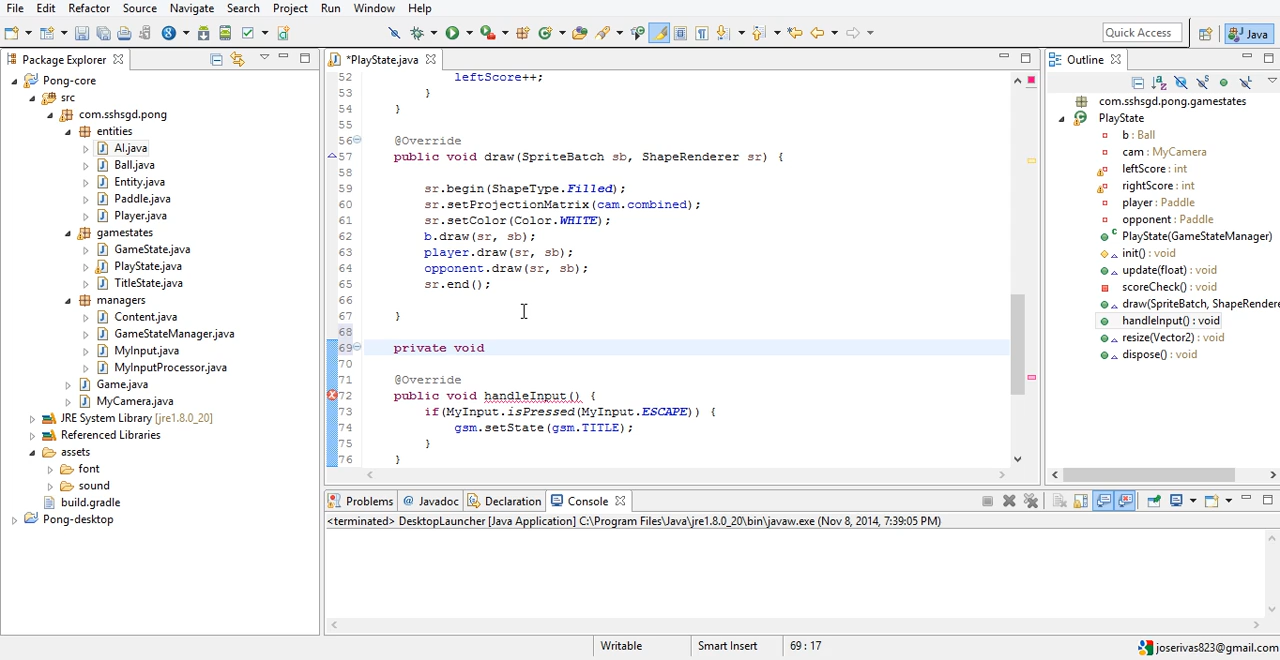 File Edit Refactor Source Navigate Search Project Run Window Help
Quick Access Java
Package Explorer
*PlayState.java
Outline
Pong-core
src
com.sshsgd.pong
entities
AI.java
Ball.java
Entity.java
Paddle.java
Player.java
gamestates
GameState.java
PlayState.java
TitleState.java
managers
Content.java
GameStateManager.java
MyInput.java
MyInputProcessor.java
Game.java
MyCamera.java
JRE System Library [jre1.8.0_20]
Referenced Libraries
assets
font
sound
build.gradle
Pong-desktop
52 leftScore++;
53 }
54 }
55
56 @Override
57 public void draw(SpriteBatch sb, ShapeRenderer sr) {
58
59 sr.begin(ShapeType.Filled);
60 sr.setProjectionMatrix(cam.combined);
61 sr.setColor(Color.WHITE);
62 b.draw(sr, sb);
63 player.draw(sr, sb);
64 opponent.draw(sr, sb);
65 sr.end();
66
67 }
68
69 private void
70
71 @Override
72 public void handleInput() {
73 if(MyInput.isPressed(MyInput.ESCAPE)) {
74 gsm.setState(gsm.TITLE);
75 }
76 }
com.sshsgd.pong.gamestates
PlayState
b : Ball
cam : MyCamera
leftScore : int
rightScore : int
player : Paddle
opponent : Paddle
PlayState(GameStateManager)
init() : void
update(float) : void
scoreCheck() : void
draw(SpriteBatch, ShapeRendere
handleInput() : void
resize(Vector2) : void
dispose() : void
Problems Javadoc Declaration Console
<terminated> DesktopLauncher [Java Application] C:\Program Files\Java\jre1.8.0_20\bin\javaw.exe (Nov 8, 2014, 7:39:05 PM)
Writable Smart Insert 69 : 17 joserivas823@gmail.com